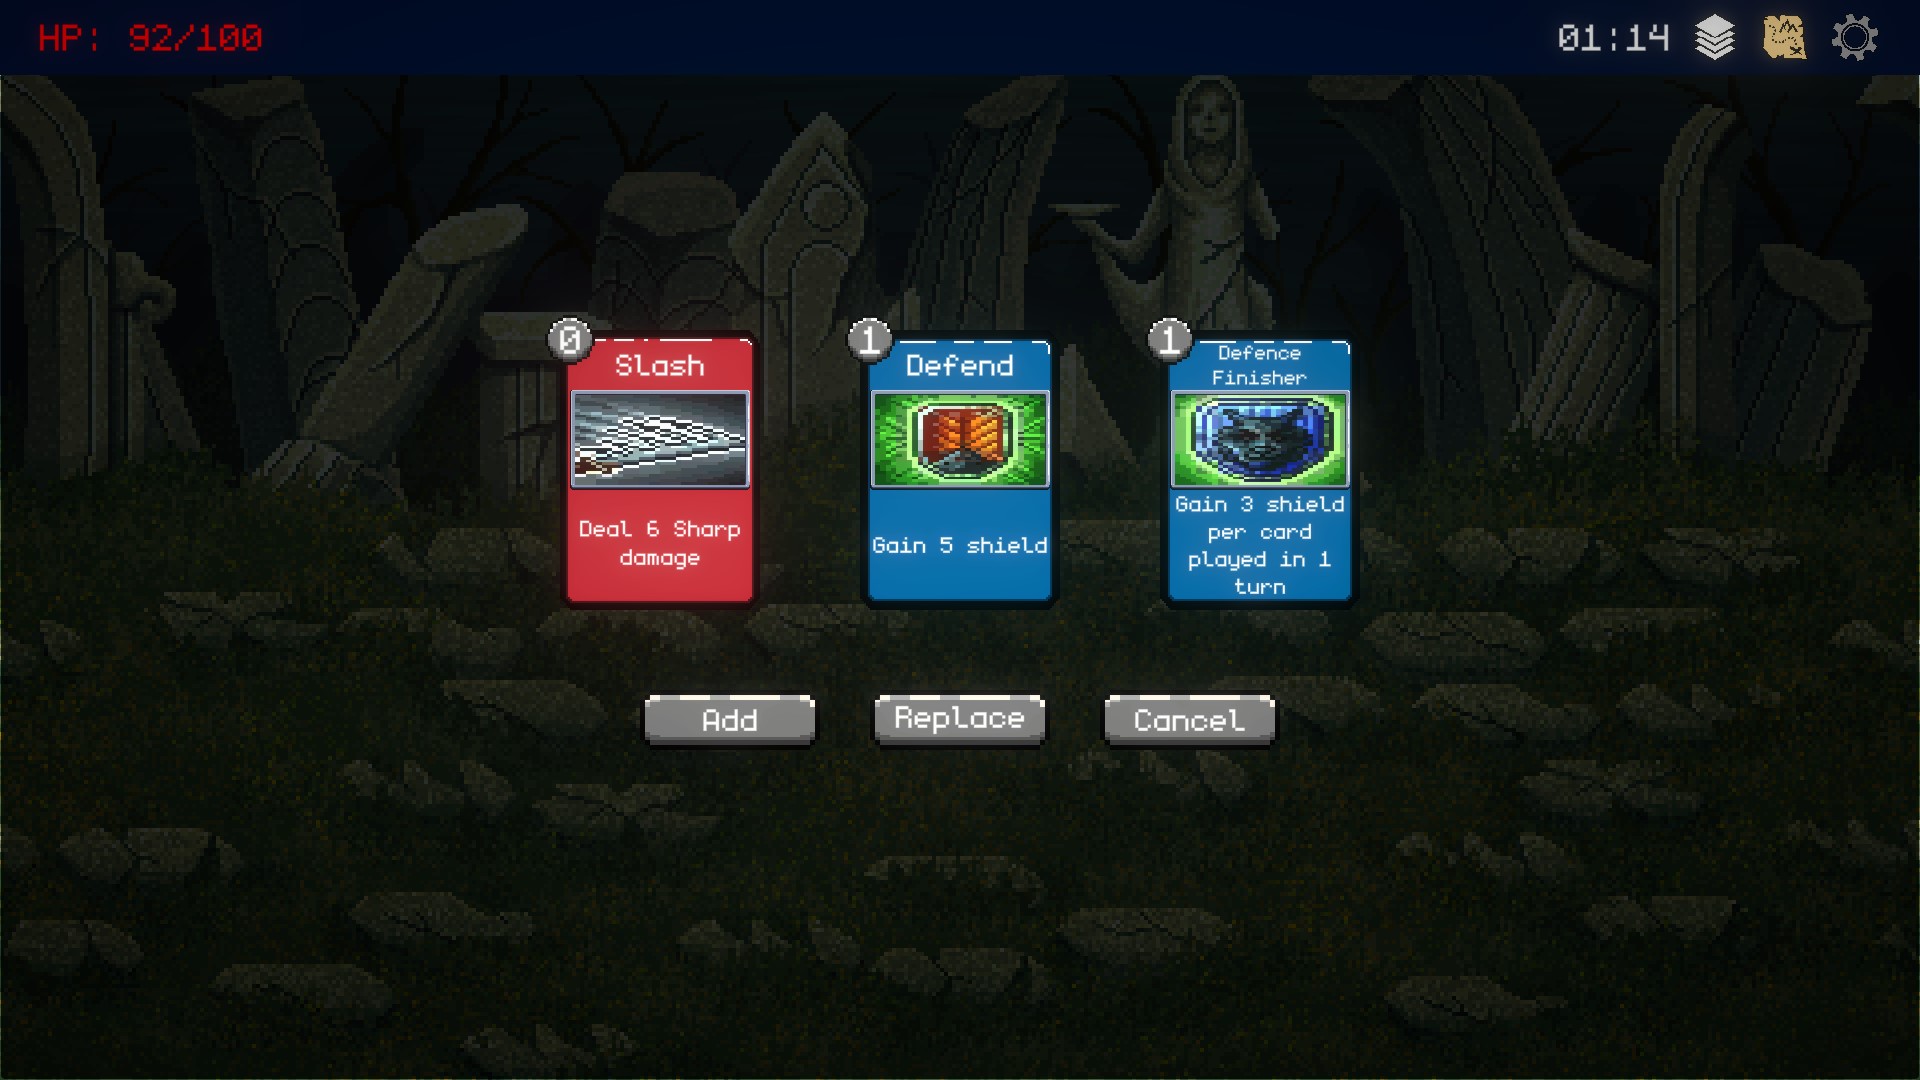 HP: 92/100
01:14
0
Slash
Deal 6 Sharp
damage
1
Defend
Gain 5 shield
1
Defence
Finisher
Gain 3 shield
per card
played in 1
turn
Add
Replace
Cancel